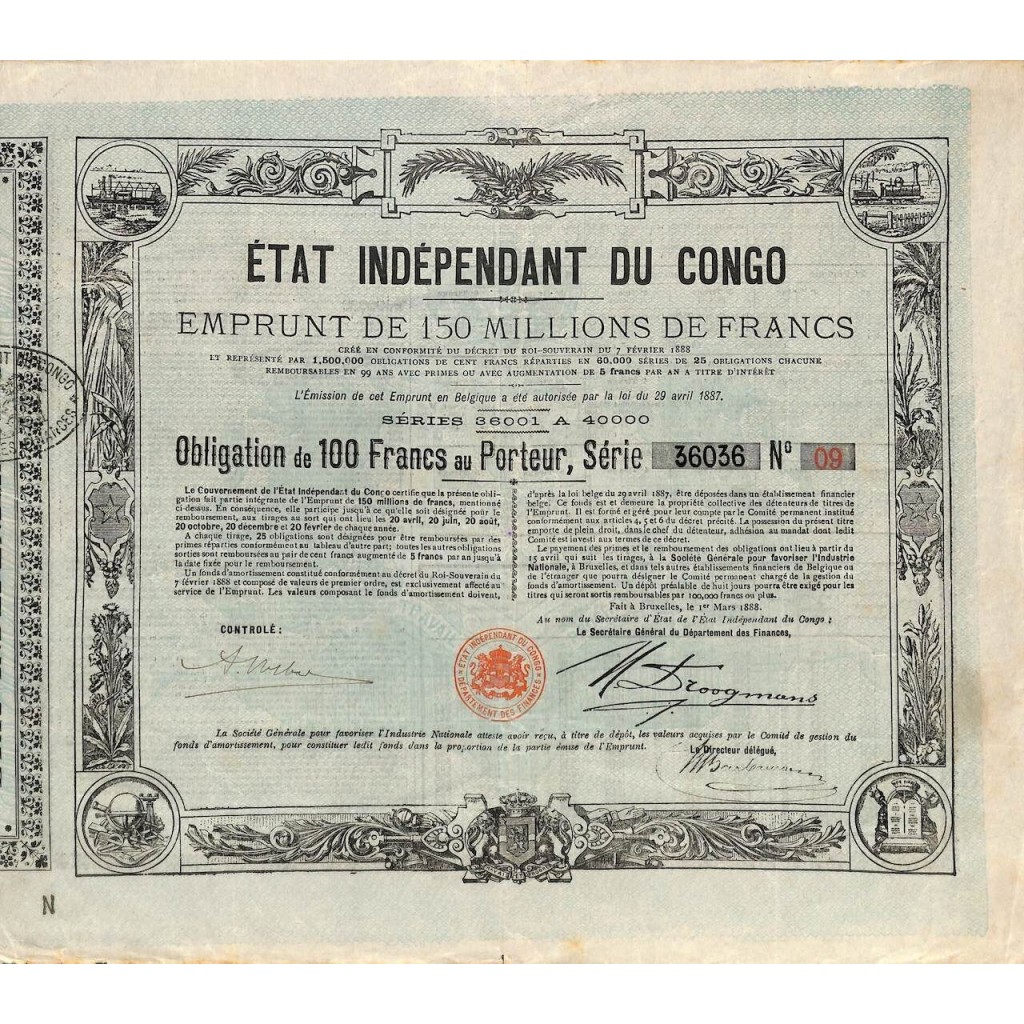 ÉTAT INDÉPENDANT DU CONGO
EMPRUNT DE 150 MILLIONS DE FRANCS
CRÉÉ EN CONFORMITÉ DU DÉCRET DU ROI-SOUVERAIN DU 7 FÉVRIER 1888
ET REPRÉSENTÉ PAR 1,500,000 OBLIGATIONS DE CENT FRANCS RÉPARTIES EN 60,000 SÉRIES DE 25 OBLIGATIONS CHACUNE
REMBOURSABLES EN 99 ANS AVEC PRIMES OU AVEC AUGMENTATION DE 5 francs PAR AN A TITRE D'INTÉRÊT
L'Émission de cet Emprunt en Belgique a été autorisée par la loi du 29 avril 1887.
SÉRIES 36001 A 40000
Obligation de 100 Francs au Porteur, Série 36036 No 09
Le Gouvernement de l'État Indépendant du Congo certifie que la présente obli-
gation fait partie intégrante de l'Emprunt de 150 millions de francs, mentionné
ci-dessus. En conséquence, elle participe jusqu'à ce qu'elle soit désignée pour le
remboursement, aux tirages au sort qui ont lieu les 20 avril, 20 juin, 20 août,
20 octobre, 20 décembre et 20 février de chaque année.
A chaque tirage, 25 obligations sont désignées pour être remboursées par des
primes réparties conformément au tableau d'autre part; toutes les autres obligations
sorties sont remboursées au pair de cent francs augmenté de 5 francs par an jusqu'à
la date fixée pour le remboursement.
Un fonds d'amortissement constitué conformément au décret du Roi-Souverain du
7 février 1888 et composé de valeurs de premier ordre, est exclusivement affecté au
service de l'Emprunt. Les valeurs composant le fonds d'amortissement doivent,
d'après la loi belge du 29 avril 1887, être déposées dans un établissement financier
belge. Ce fonds est et demeure la propriété collective des détenteurs de titres de
l'Emprunt. Il est formé et géré pour leur compte par le Comité permanent institué
conformément aux articles 4, 5 et 6 du décret précité. La possession du présent titre
emporte de plein droit, dans le chef du détenteur, adhésion au mandat dont ledit
Comité est investi aux termes de ce décret.
Le payement des primes et le remboursement des obligations ont lieu à partir du
15 avril qui suit les tirages, à la Société Générale pour favoriser l'Industrie
Nationale, à Bruxelles, et dans tels autres établissements financiers de Belgique ou
de l'étranger que pourra désigner le Comité permanent chargé de la gestion du
fonds d'amortissement. Un dépôt préalable de huit jours pourra être exigé pour les
titres qui seront sortis remboursables par 100,000 francs ou plus.
Fait à Bruxelles, le 1er Mars 1888.
Au nom du Secrétaire d'Etat de l'Etat Indépendant du Congo :
Le Secrétaire Général du Département des Finances,
CONTROLÉ :
ÉTAT INDÉPENDANT DU CONGO
DÉPARTEMENT DES FINANCES
Droogmans
La Société Générale pour favoriser l'Industrie Nationale atteste avoir reçu, à titre de dépôt, les valeurs acquises par le Comité de gestion du
fonds d'amortissement, pour constituer ledit fonds dans la proportion de la partie émise de l'Emprunt.
Le Directeur délégué,
N